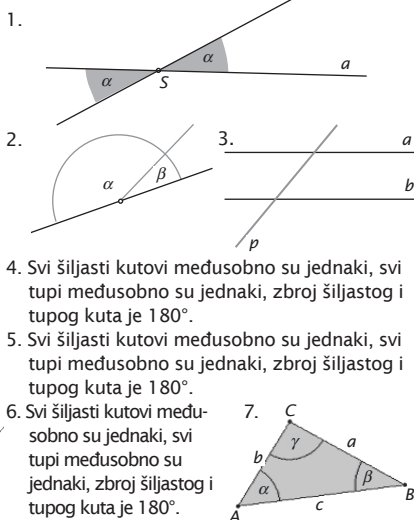 1.
α
α
a
S
2.
α
β
3.
a
b
p
4. Svi šiljasti kutovi međusobno su jednaki, svi
tupi međusobno su jednaki, zbroj šiljastog i
tupog kuta je 180°.
5. Svi šiljasti kutovi međusobno su jednaki, svi
tupi međusobno su jednaki, zbroj šiljastog i
tupog kuta je 180°.
6. Svi šiljasti kutovi među-
sobno su jednaki, svi
tupi međusobno su
jednaki, zbroj šiljastog i
tupog kuta je 180°.
7.
C
γ
a
b
α
β
B
c
A